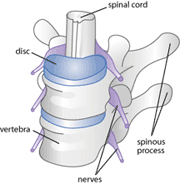 spinal cord
disc
vertebra
spinous
process
nerves